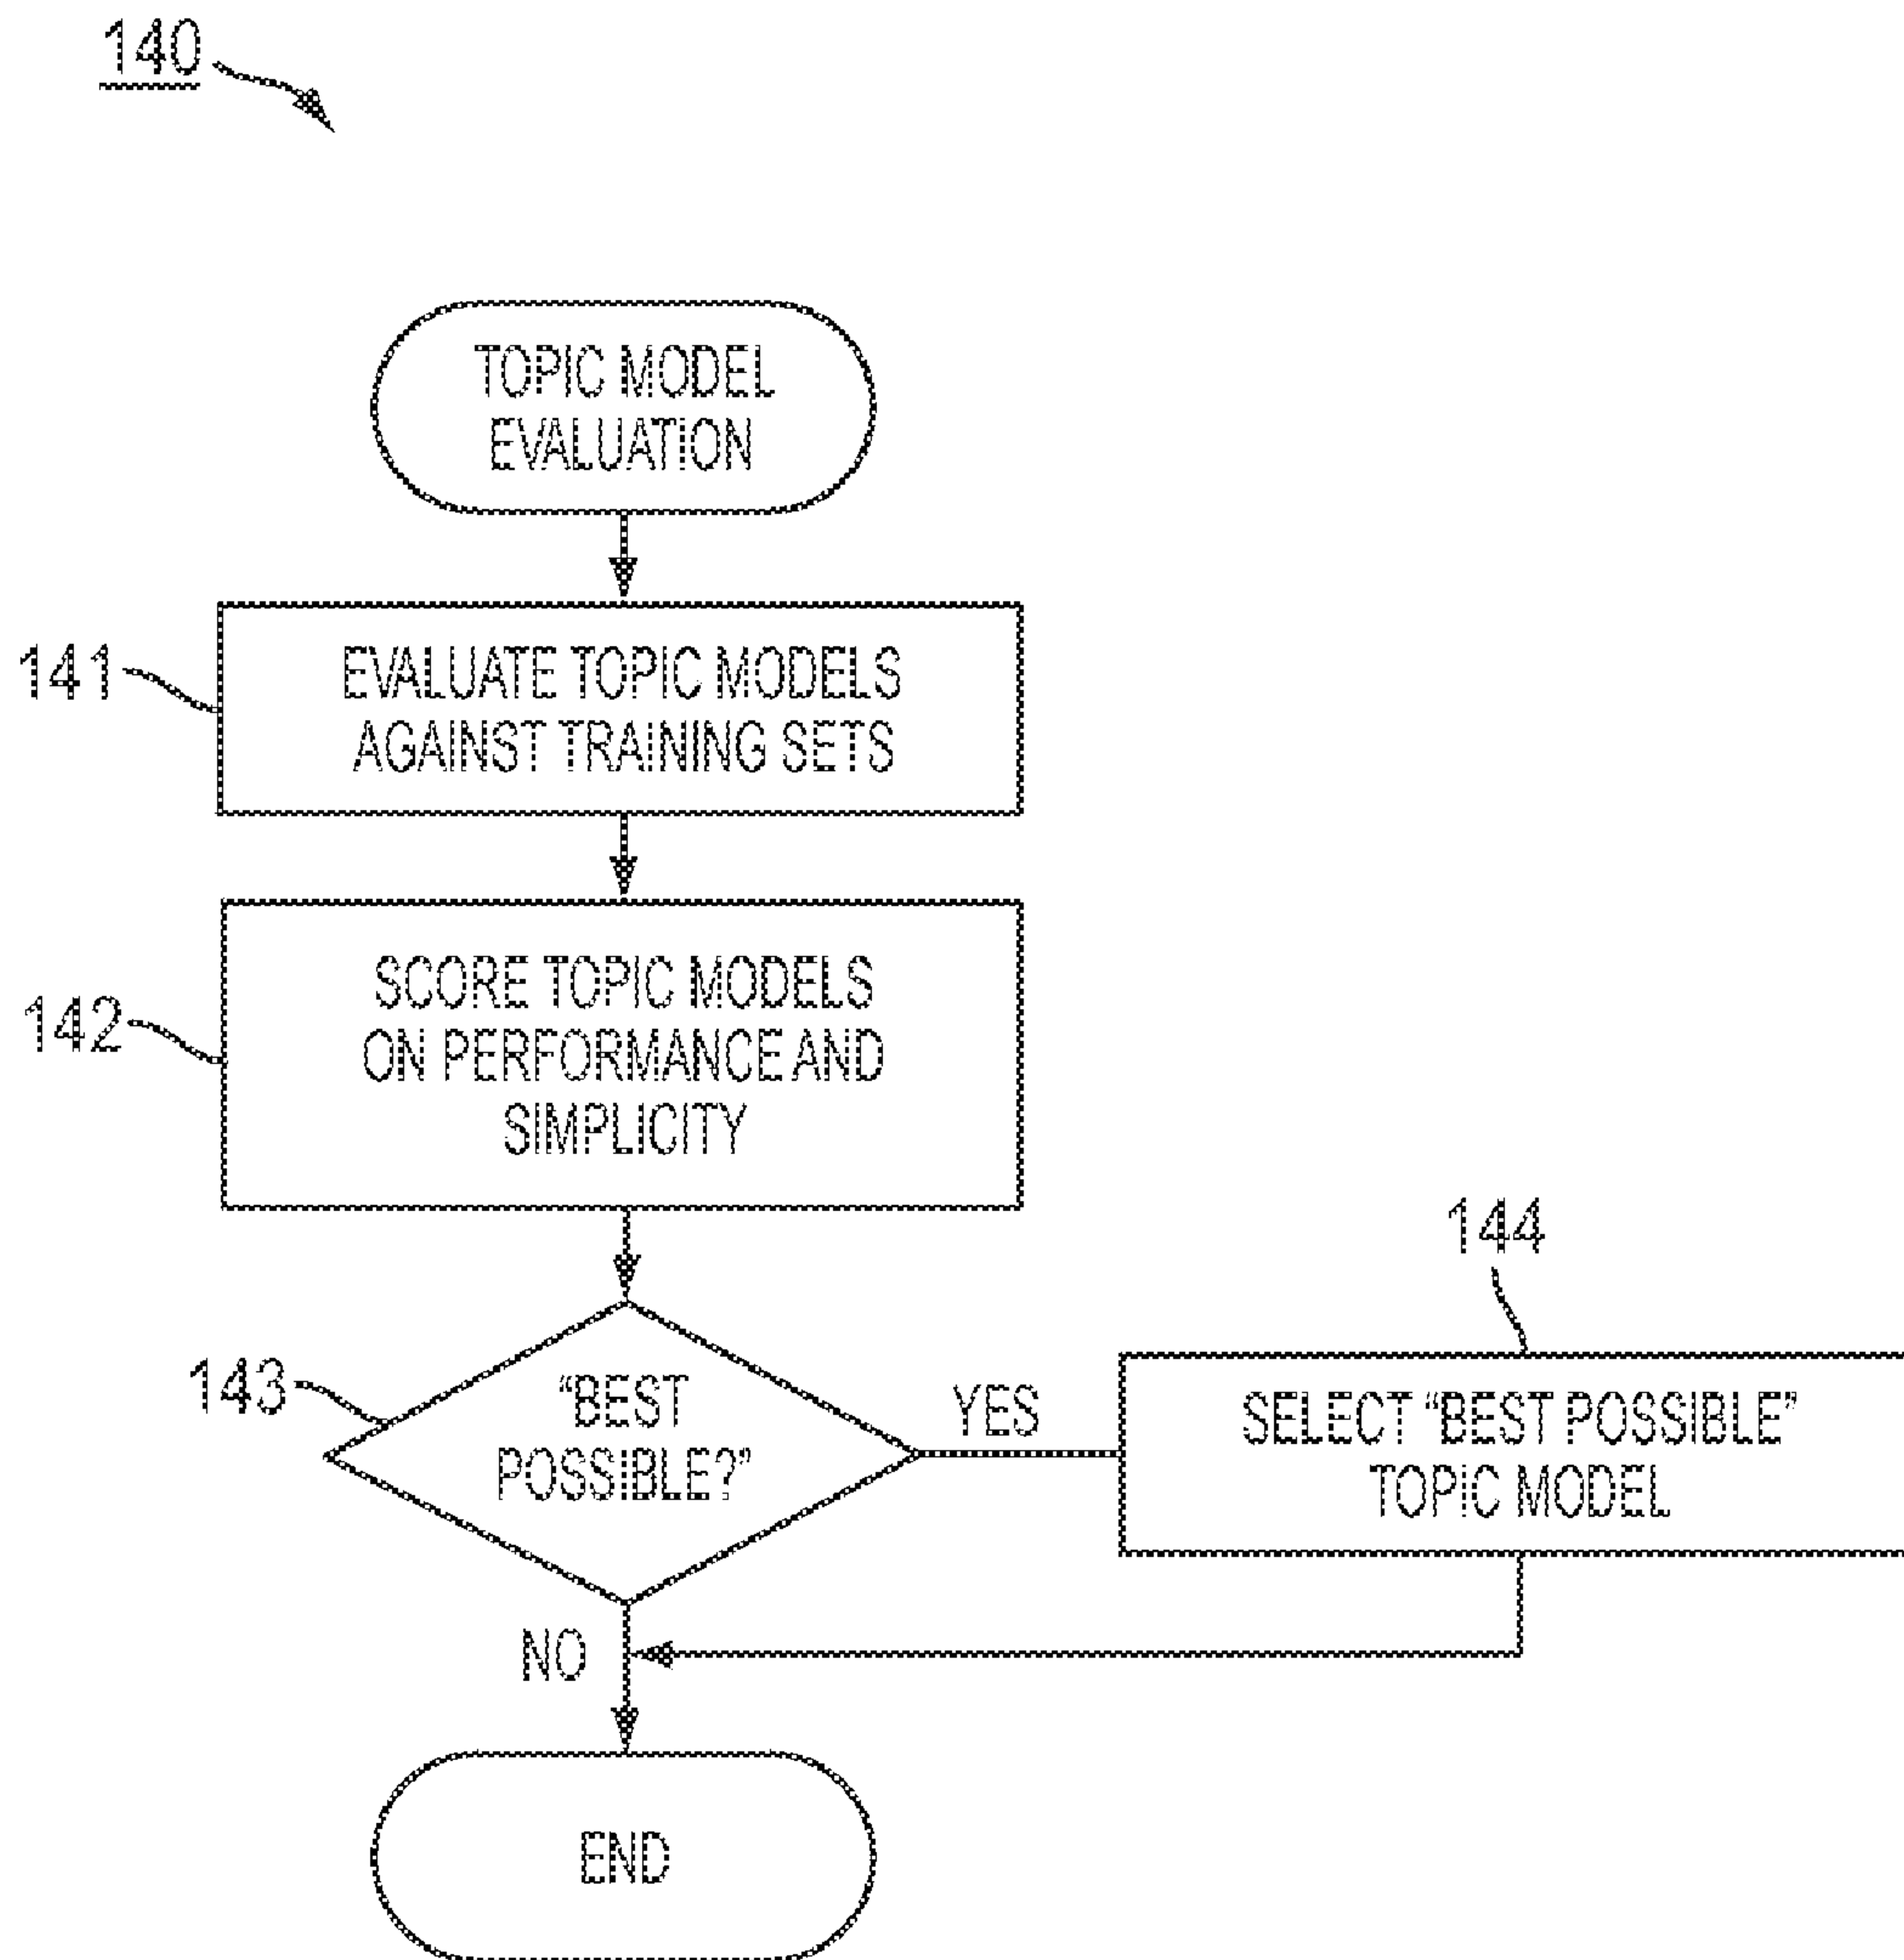 140
TOPIC MODEL
EVALUATION
141
EVALUATE TOPIC MODELS
AGAINST TRAINING SETS
142
SCORE TOPIC MODELS
ON PERFORMANCE AND
SIMPLICITY
143
"BEST
POSSIBLE?"
YES
144
SELECT "BEST POSSIBLE"
TOPIC MODEL
NO
END